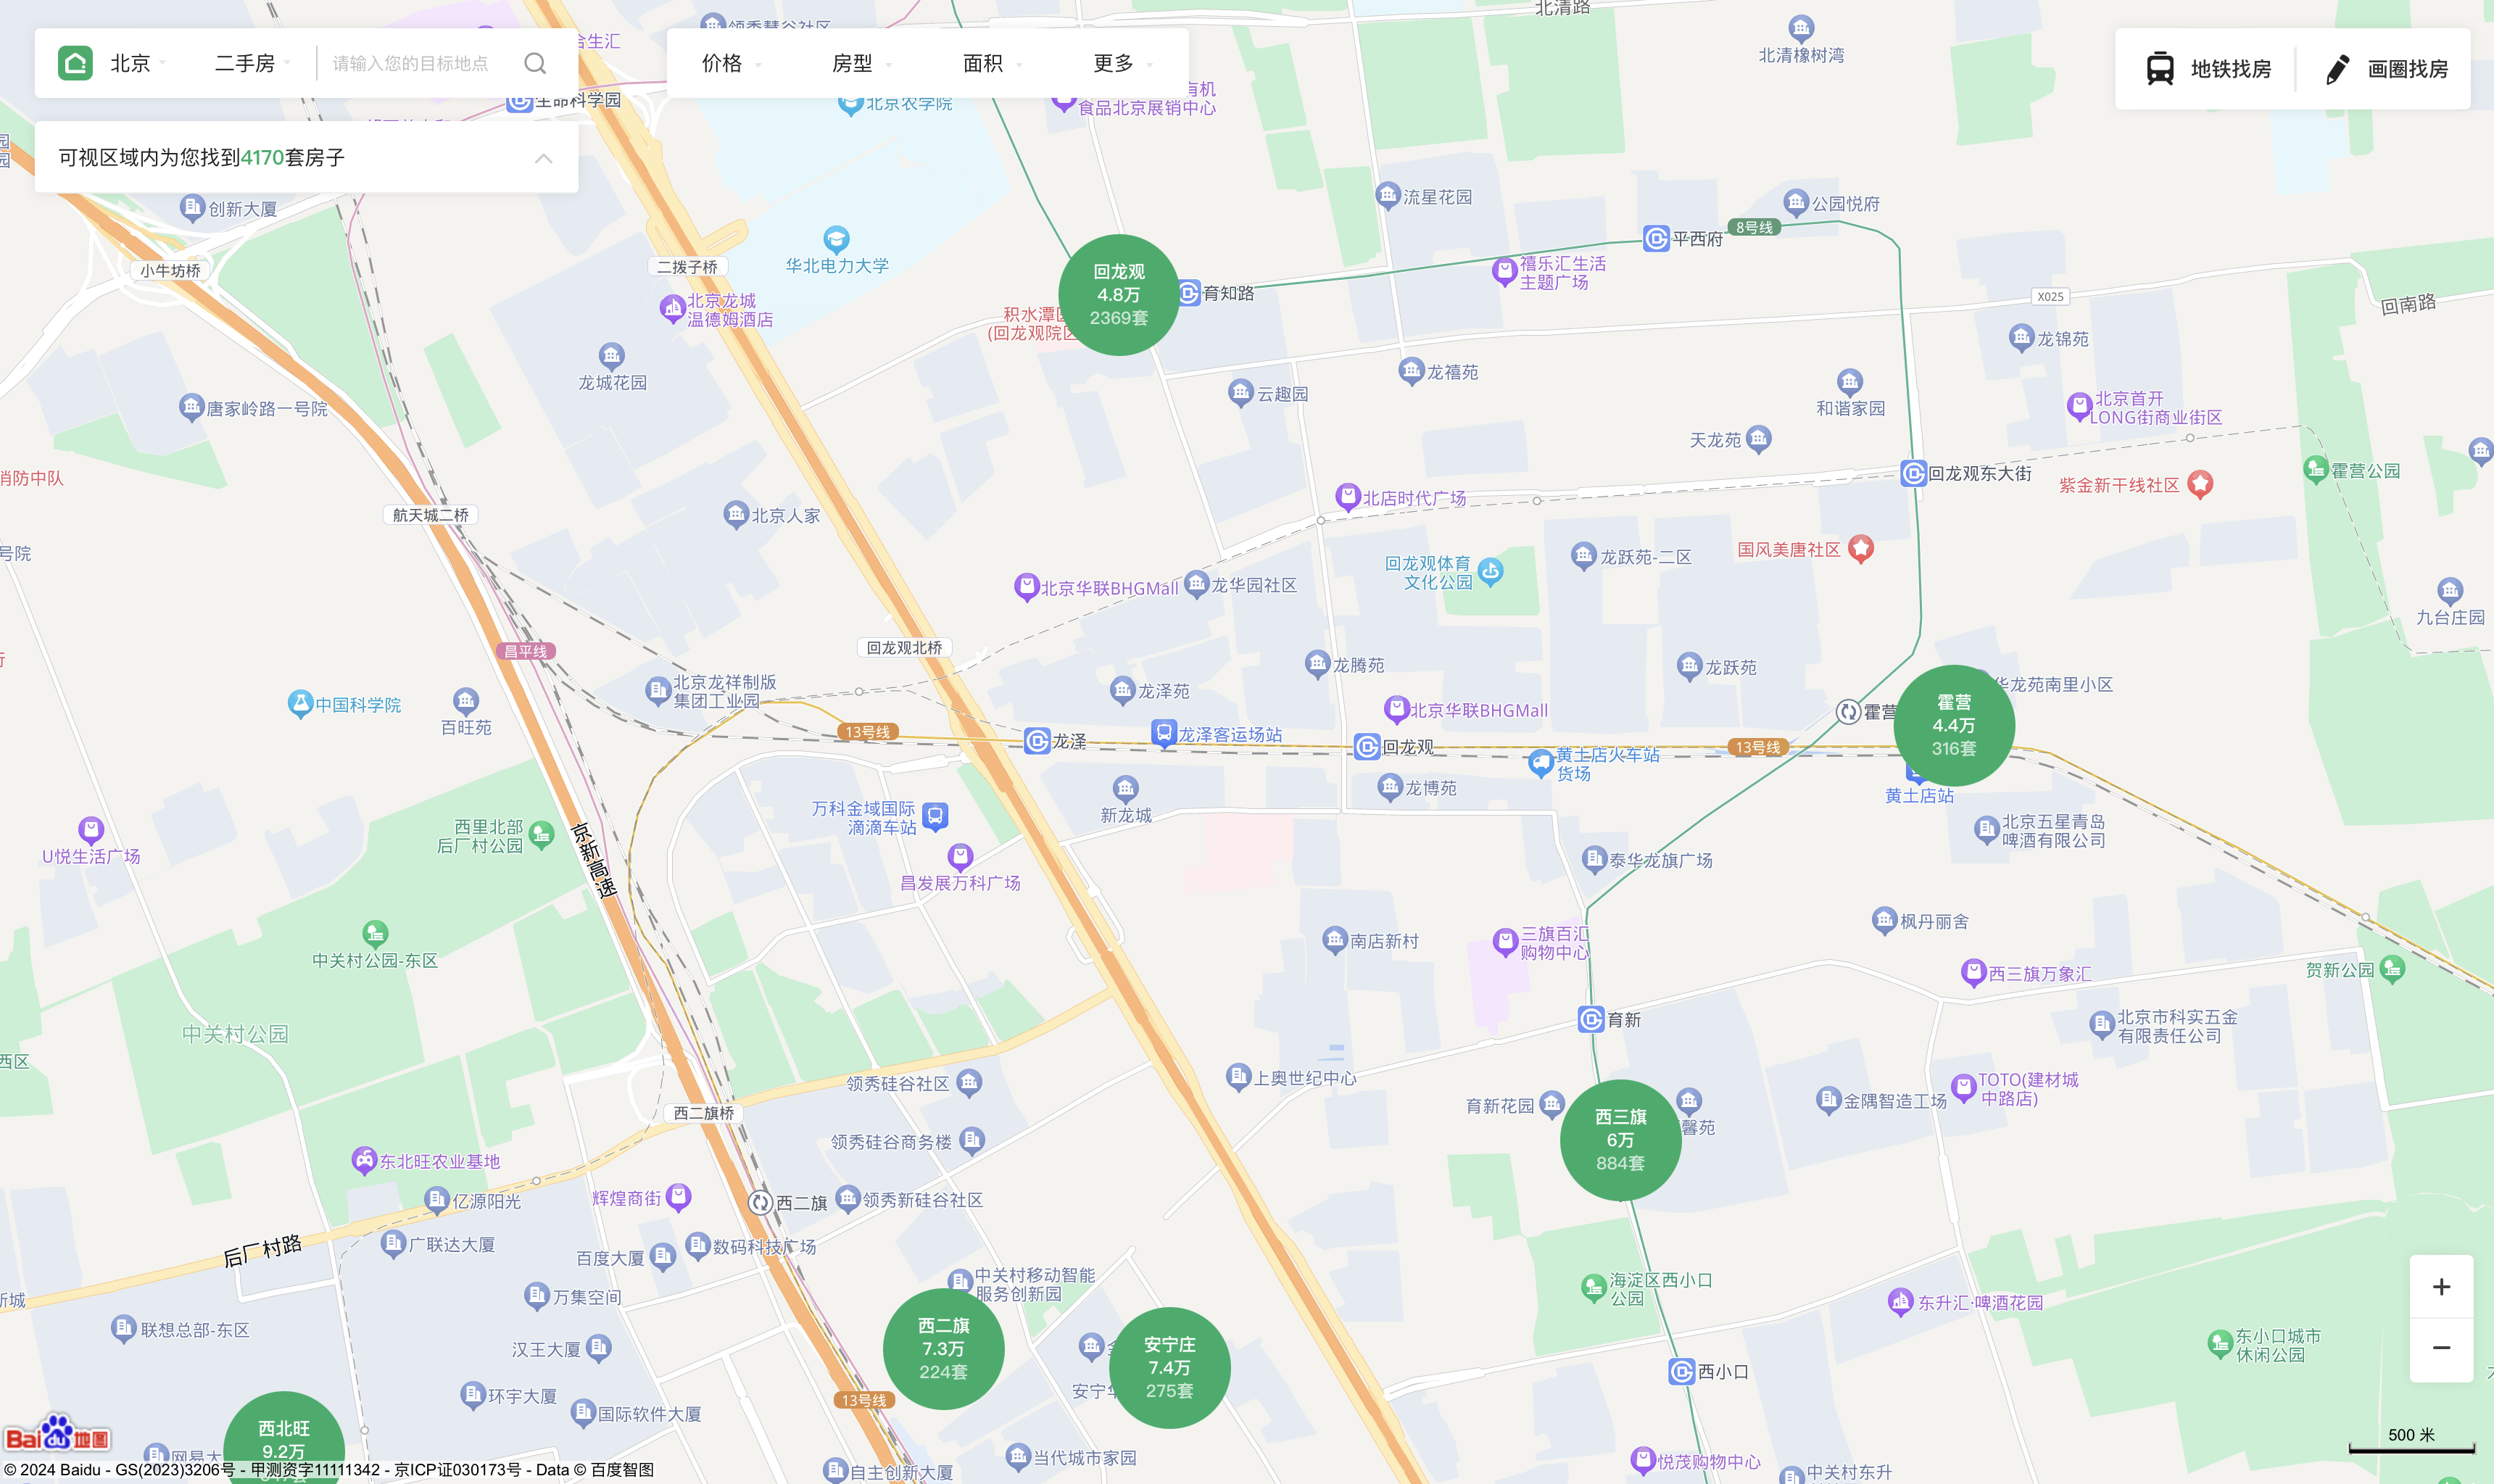 北清路
领秀慧谷社区
合生汇
北清橡树湾
北京
二手房
请输入您的目标地点
价格
房型
面积
更多
地铁找房
画圈找房
生命科学园
北京农学院
有机
食品北京展销中心
可视区域内为您找到4170套房子
创新大厦
流星花园
公园悦府
8号线
平西府
小牛坊桥
二拨子桥
华北电力大学
禧乐汇生活
主题广场
回龙观
4.8万
2369套
育知路
X025
回南路
北京龙城
温德姆酒店
积水潭医
(回龙观院区
龙城花园
龙锦苑
龙禧苑
云趣园
和谐家园
唐家岭路一号院
北京首开
LONG街商业街区
天龙苑
消防中队
回龙观东大街
霍营公园
紫金新干线社区
北店时代广场
航天城二桥
北京人家
号院
龙跃苑-二区
国风美唐社区
回龙观体育
文化公园
北京华联BHGMall
龙华园社区
九台庄园
昌平线
回龙观北桥
龙腾苑
龙跃苑
华龙苑南里小区
北京龙祥制版
集团工业园
龙泽苑
中国科学院
百旺苑
北京华联BHGMall
霍营
霍营
4.4万
316套
13号线
龙泽
龙泽客运场站
回龙观
黄土店火车站
货场
13号线
龙博苑
黄土店站
新龙城
万科金域国际
滴滴车站
西里北部
后厂村公园
京新高速
U悦生活广场
北京五星青岛
啤酒有限公司
泰华龙旗广场
昌发展万科广场
枫丹丽舍
南店新村
三旗百汇
购物中心
中关村公园-东区
西三旗万象汇
贺新公园
中关村公园
育新
北京市科实五金
有限责任公司
西区
领秀硅谷社区
上奥世纪中心
TOTO(建材城
中路店)
育新花园
金隅智造工场
西二旗桥
西三旗
6万
884套
馨苑
领秀硅谷商务楼
东北旺农业基地
亿源阳光
辉煌商街
西二旗
领秀新硅谷社区
后厂村路
广联达大厦
百度大厦
数码科技广场
中关村移动智能
服务创新园
海淀区西小口
公园
万集空间
东升汇·啤酒花园
联想总部-东区
汉王大厦
西二旗
7.3万
224套
安宁庄
7.4万
275套
东小口城市
休闲公园
西小口
环宇大厦
13号线
国际软件大厦
西北旺
9.2万
Baidu地图
500 米
当代城市家园
悦茂购物中心
自主创新大厦
中关村东升
© 2024 Baidu - GS(2023)3206号 - 甲测资字11111342 - 京ICP证030173号 - Data © 百度智图